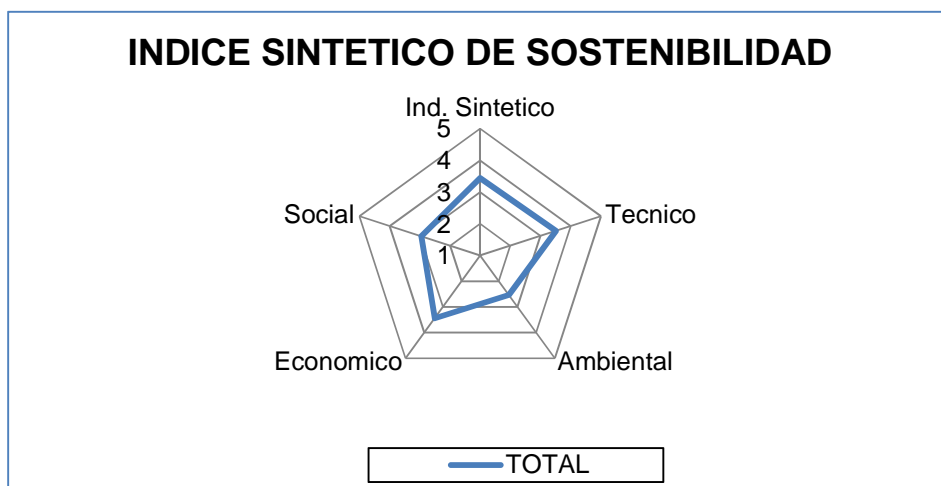 INDICE SINTETICO DE SOSTENIBILIDAD
Ind. Sintetico
5
4
3
2
1
Social
Tecnico
Economico
Ambiental
TOTAL